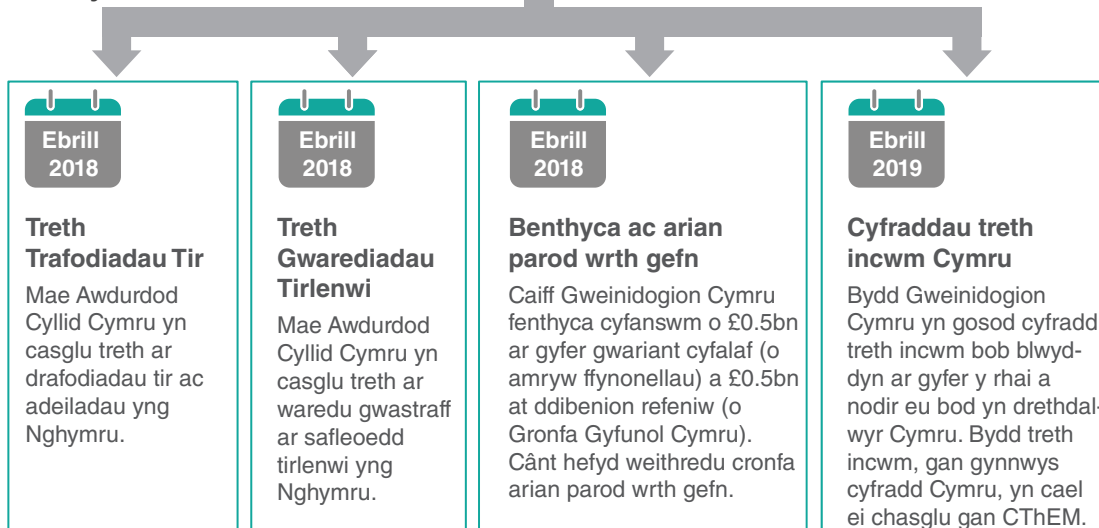 Ebrill
2018
Treth
Trafodiadau Tir
Mae Awdurdod
Cyllid Cymru yn
casglu treth ar
drafodiadau tir ac
adeiladau yng
Nghymru.
Ebrill
2018
Treth
Gwarediadau
Tirlenwi
Mae Awdurdod
Cyllid Cymru yn
casglu treth ar
waredu gwastraff
ar safleoedd
tirlenwi yng
Nghymru.
Ebrill
2018
Benthyca ac arian
parod wrth gefn
Caiff Gweinidogion Cymru
fenthyca cyfanswm o £0.5bn
ar gyfer gwariant cyfalaf (o
amryw ffynonellau) a £0.5bn
at ddibenion refeniw (o
Gronfa Gyfunol Cymru).
Cânt hefyd weithredu cronfa
arian parod wrth gefn.
Ebrill
2019
Cyfraddau treth
incwm Cymru
Bydd Gweinidogion
Cymru yn gosod cyfradd
treth incwm bob blwyd-
dyn ar gyfer y rhai a
nodir eu bod yn drethdal-
wyr Cymru. Bydd treth
incwm, gan gynnwys
cyfradd Cymru, yn cael
ei chasglu gan CThEM.